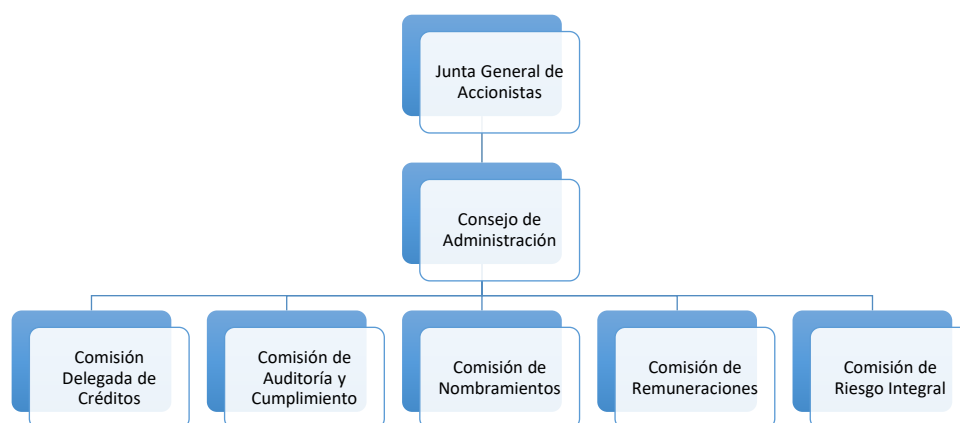 Junta General de
Accionistas
Consejo de
Administración
Comisión
Delegada de
Créditos
Comisión de
Auditoría y
Cumplimiento
Comisión de
Nombramientos
Comisión de
Remuneraciones
Comisión de
Riesgo Integral